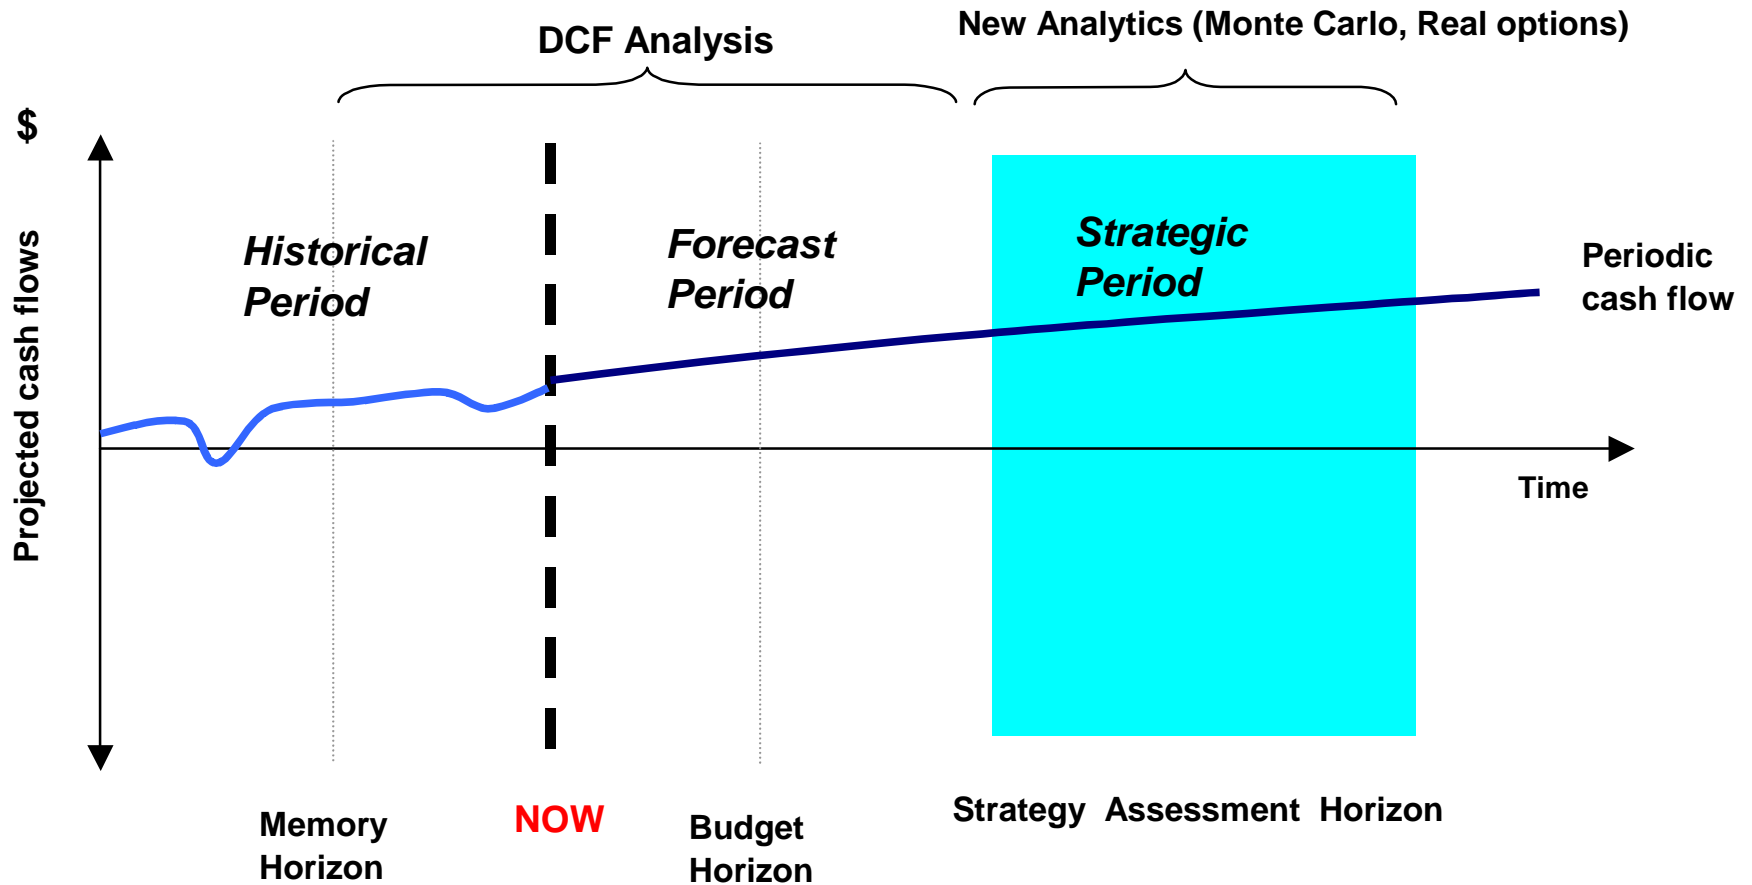 DCF Analysis
New Analytics (Monte Carlo, Real options)
$
Projected cash flows
Historical
Period
Forecast
Period
Strategic
Period
Periodic
cash flow
Time
Memory
Horizon
NOW
Budget
Horizon
Strategy Assessment Horizon